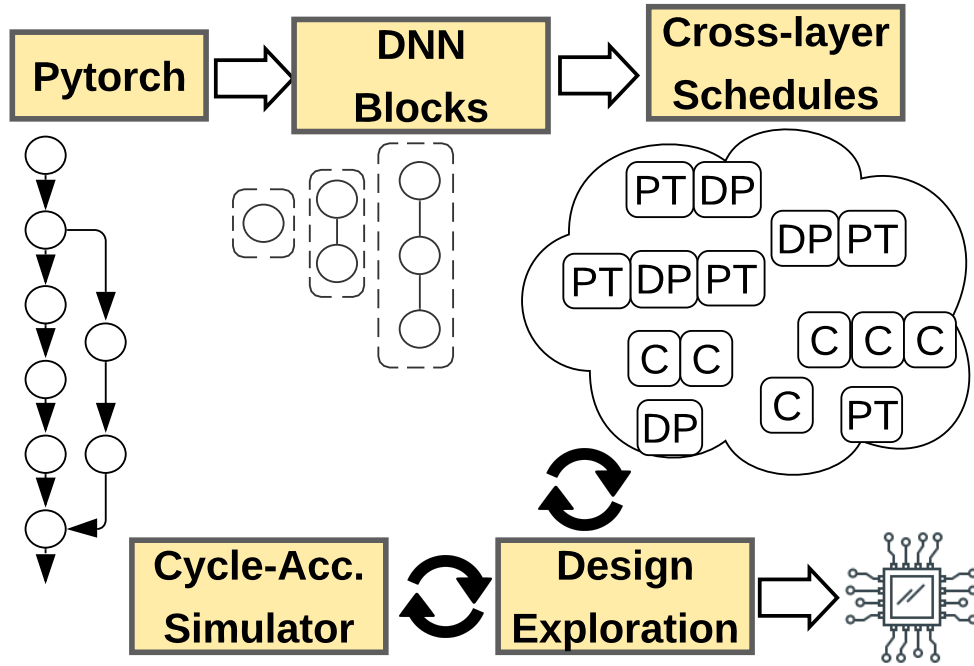 Pytorch
DNN
Blocks
Cross-layer
Schedules
PT DP
DP PT
PT DP PT
C C C
C C
C
PT
DP
Cycle-Acc.
Simulator
Design
Exploration